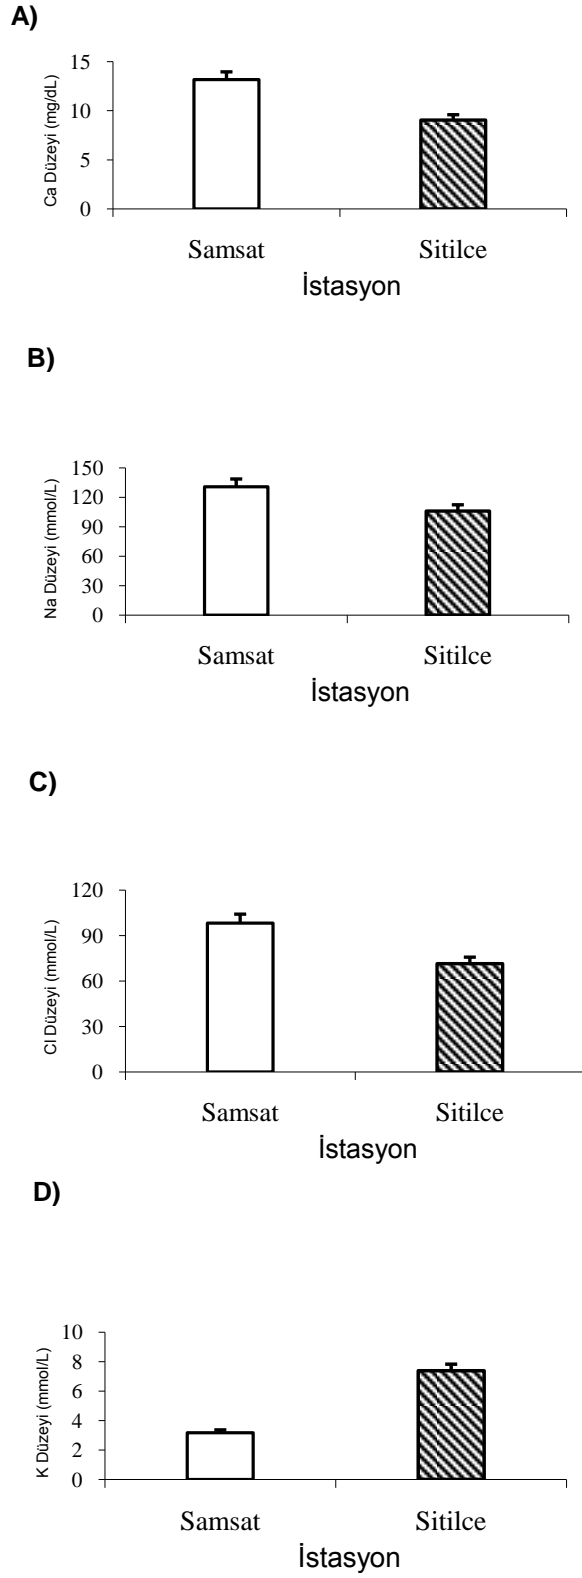 A)
Ca Düzeyi (mg/dL)
15
10
5
0
Samsat Sitilce
İstasyon
B)
Na Düzeyi (mmol/L)
150
120
90
60
30
0
Samsat Sitilce
İstasyon
C)
Cl Düzeyi (mmol/L)
120
90
60
30
0
Samsat Sitilce
İstasyon
D)
K Düzeyi (mmol/L)
10
8
6
4
2
0
Samsat Sitilce
İstasyon